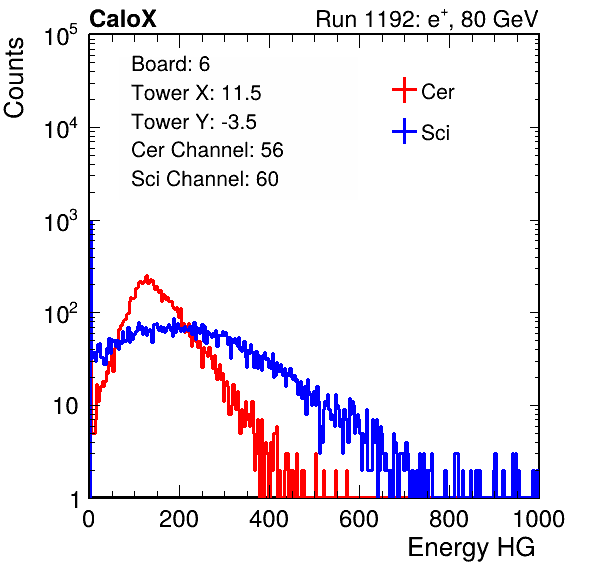 CaloX Run 1192: e⁺, 80 GeV
Counts
Board: 6
Tower X: 11.5
Tower Y: -3.5
Cer Channel: 56
Sci Channel: 60
Cer
Sci
10⁵
10⁴
10³
10²
10
1
0 200 400 600 800 1000
Energy HG